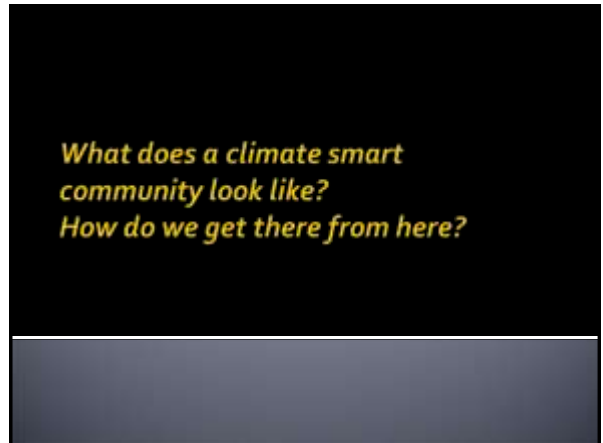 What does a climate smart
community look like?
How do we get there from here?